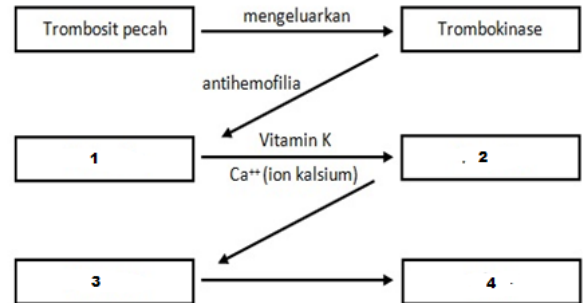 mengeluarkan
Trombosit pecah
Trombokinase
antihemofilia
Vitamin K
1
. 2
Ca⁺⁺(ion kalsium)
3
4 .